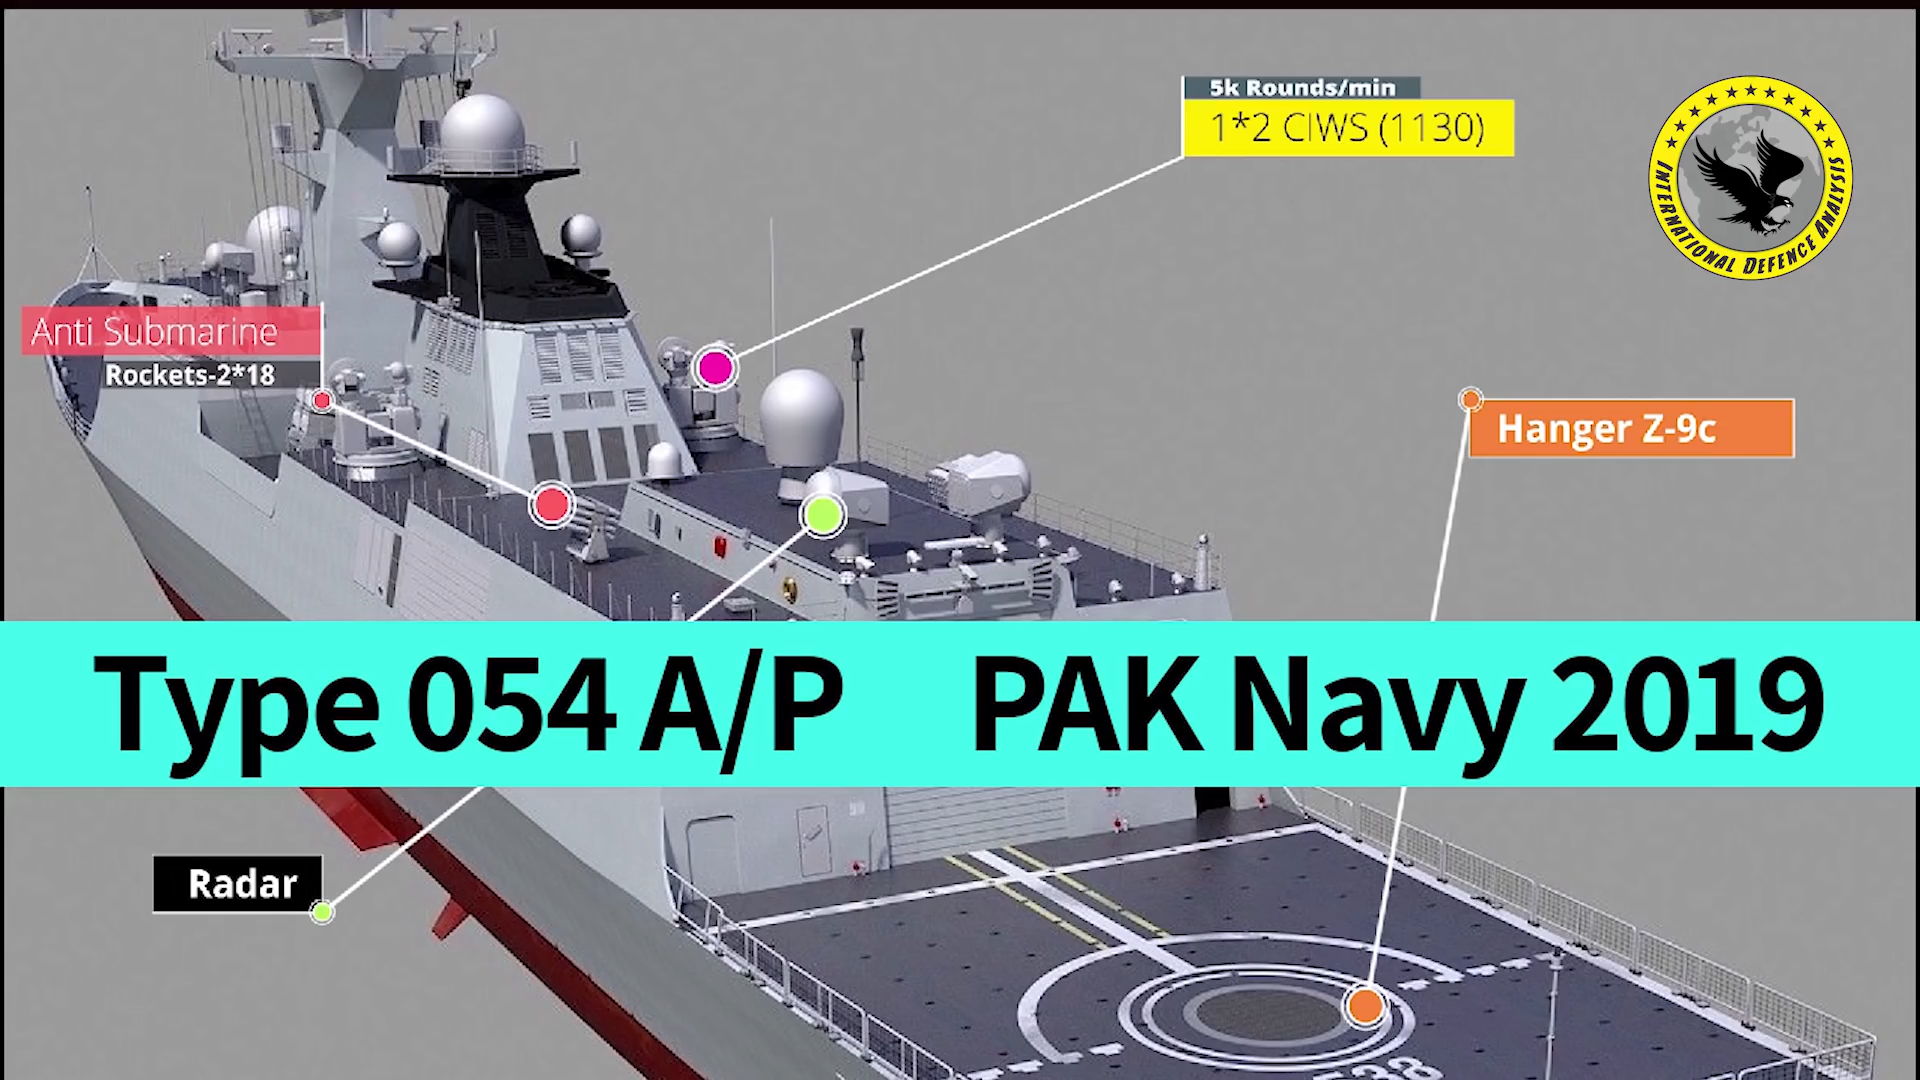 5k Rounds/min
1*2 CIWS (1130)
INTERNATIONAL DEFENCE ANALYSIS
Anti Submarine
Rockets-2*18
Hanger Z-9c
Type 054 A/P PAK Navy 2019
Radar